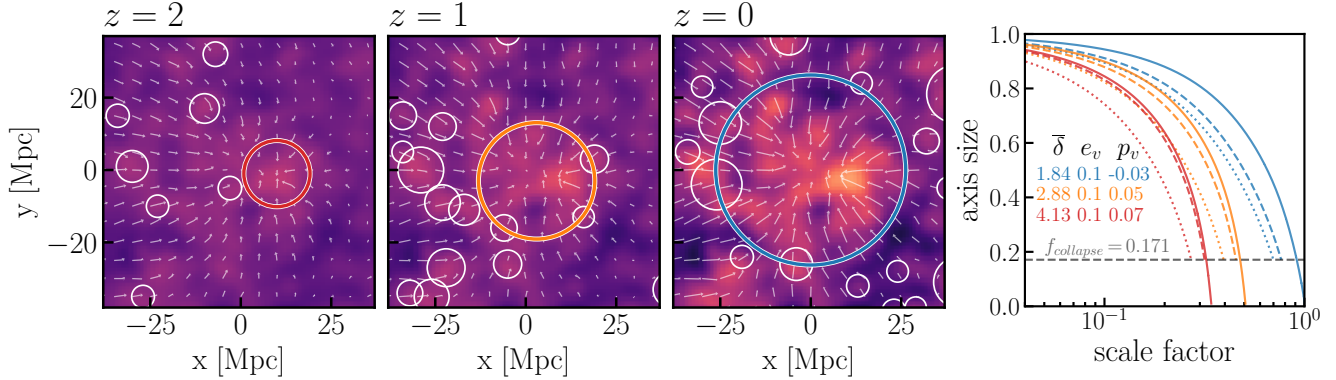 z = 2
z = 1
z = 0
y [Mpc]
20
0
−20
−25 0 25
−25 0 25
−25 0 25
x [Mpc]
x [Mpc]
x [Mpc]
axis size
1.0
0.8
0.6
0.4
0.2
0.0
δ̅ e_v p_v
1.84 0.1 -0.03
2.88 0.1 0.05
4.13 0.1 0.07
f_collapse = 0.171
10⁻¹ 10⁰
scale factor